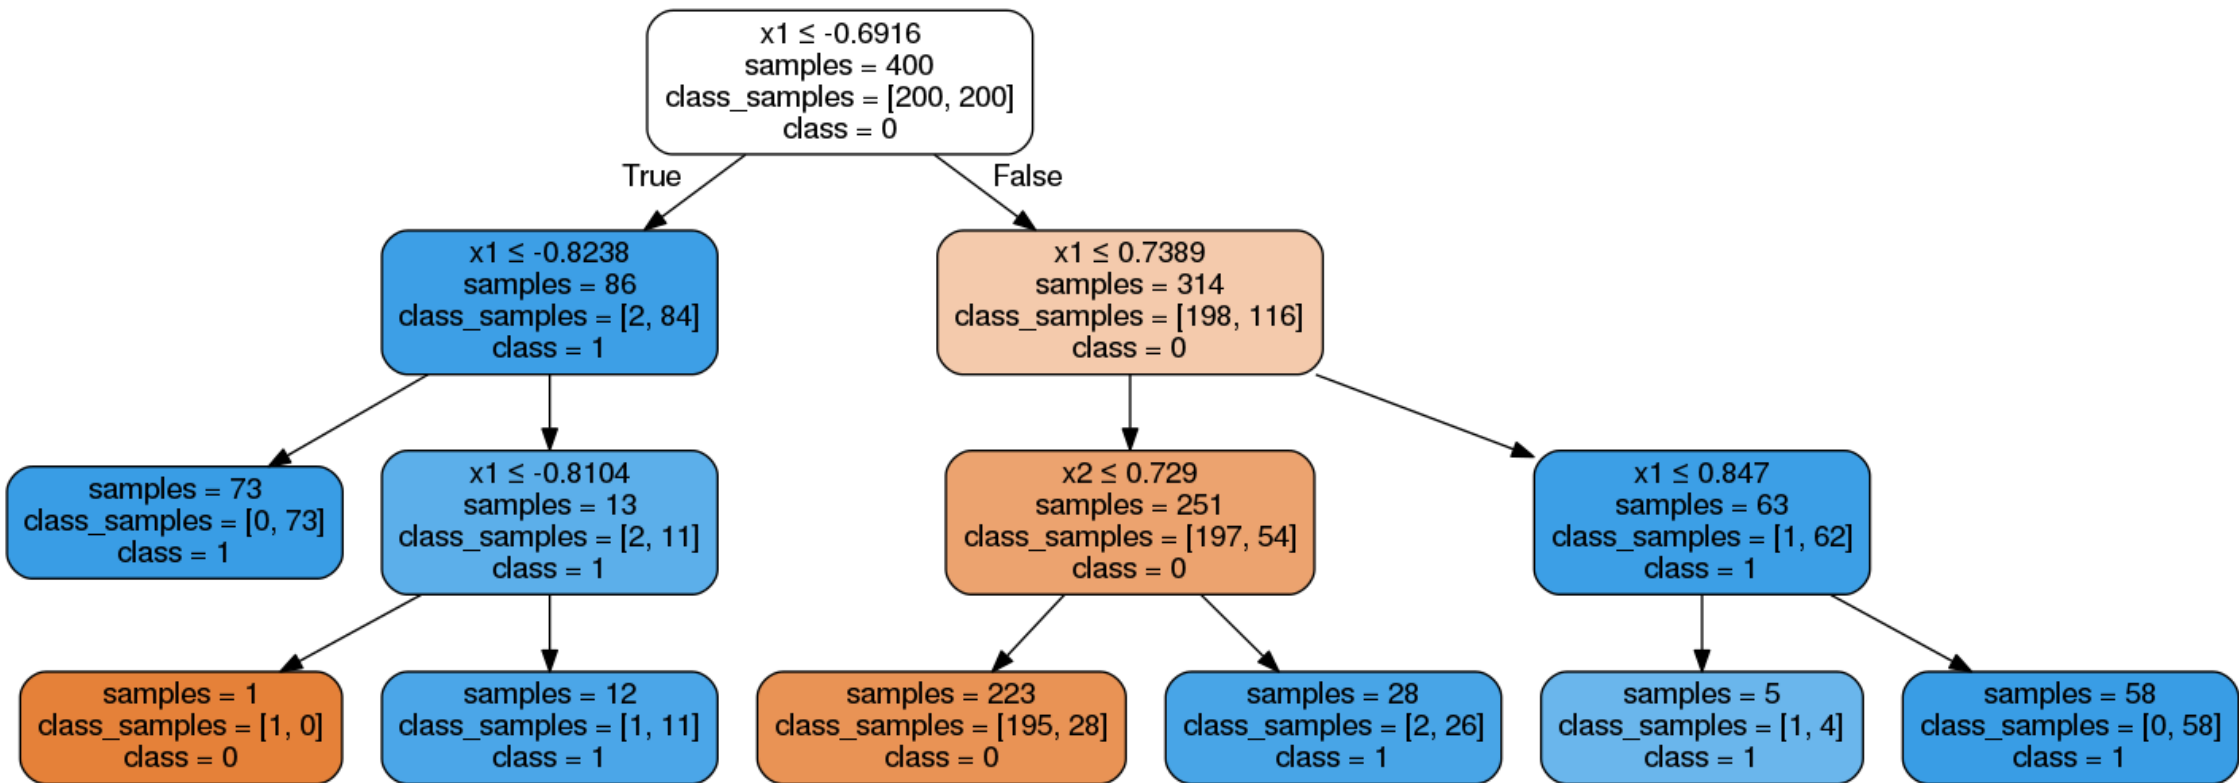 x1 ≤ -0.6916
samples = 400
class_samples = [200, 200]
class = 0
True
False
x1 ≤ -0.8238
samples = 86
class_samples = [2, 84]
class = 1
x1 ≤ 0.7389
samples = 314
class_samples = [198, 116]
class = 0
samples = 73
class_samples = [0, 73]
class = 1
x1 ≤ -0.8104
samples = 13
class_samples = [2, 11]
class = 1
x2 ≤ 0.729
samples = 251
class_samples = [197, 54]
class = 0
x1 ≤ 0.847
samples = 63
class_samples = [1, 62]
class = 1
samples = 1
class_samples = [1, 0]
class = 0
samples = 12
class_samples = [1, 11]
class = 1
samples = 223
class_samples = [195, 28]
class = 0
samples = 28
class_samples = [2, 26]
class = 1
samples = 5
class_samples = [1, 4]
class = 1
samples = 58
class_samples = [0, 58]
class = 1